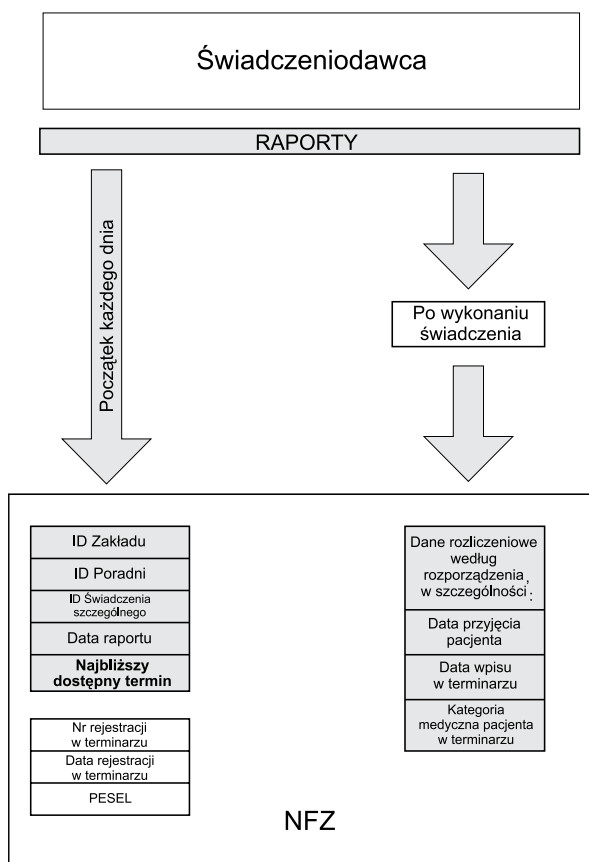 Świadczeniodawca
RAPORTY
Początek każdego dnia
Po wykonaniu
świadczenia
ID Zakładu
ID Poradni
ID Świadczenia
szczególnego
Data raportu
Najbliższy
dostępny termin
Nr rejestracji
w terminarzu
Data rejestracji
w terminarzu
PESEL
Dane rozliczeniowe
według
rozporządzenia,
w szczególności:
Data przyjęcia
pacjenta
Data wpisu
w terminarzu
Kategoria
medyczna pacjenta
w terminarzu
NFZ